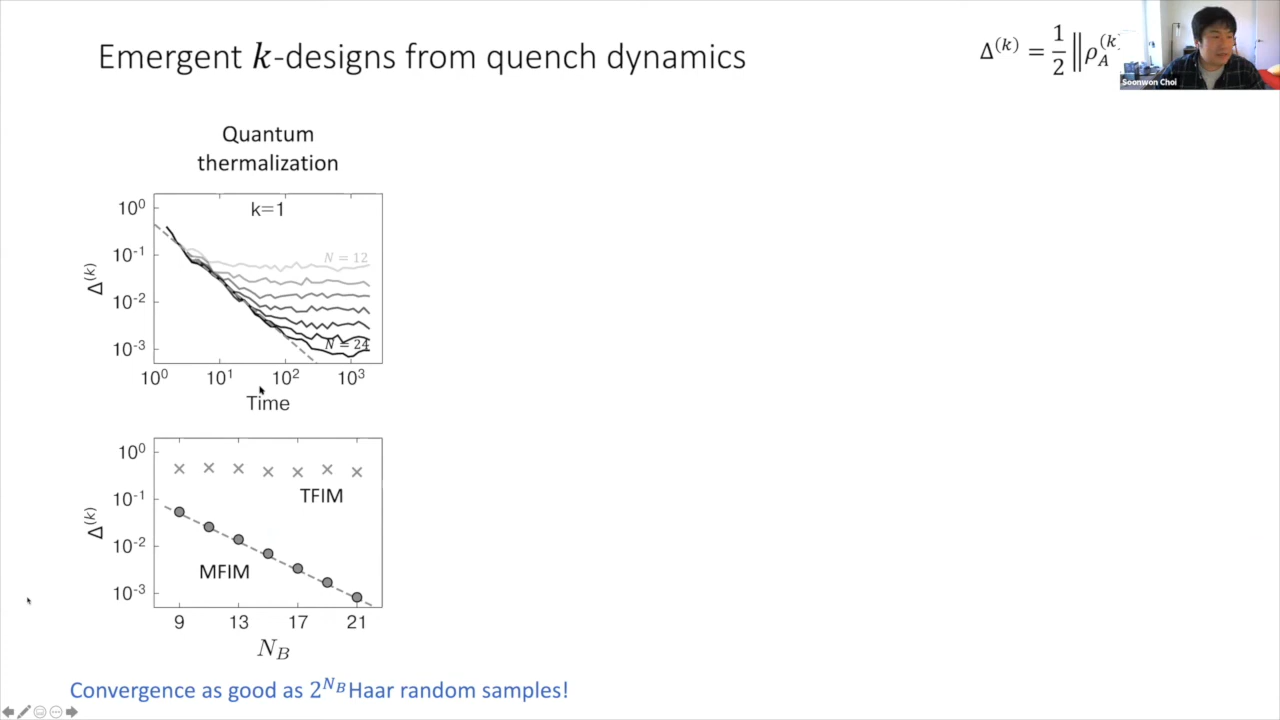 Emergent k-designs from quench dynamics
Δ^(k) = 1/2 ‖ρ_A^(k)
Soonwon Choi
Quantum
thermalization
k=1
10^0
10^-1
10^-2
10^-3
Δ^(k)
N = 12
N = 24
10^0 10^1 10^2 10^3
Time
10^0
10^-1
10^-2
10^-3
Δ^(k)
TFIM
MFIM
9 13 17 21
N_B
Convergence as good as 2^{N_B} Haar random samples!